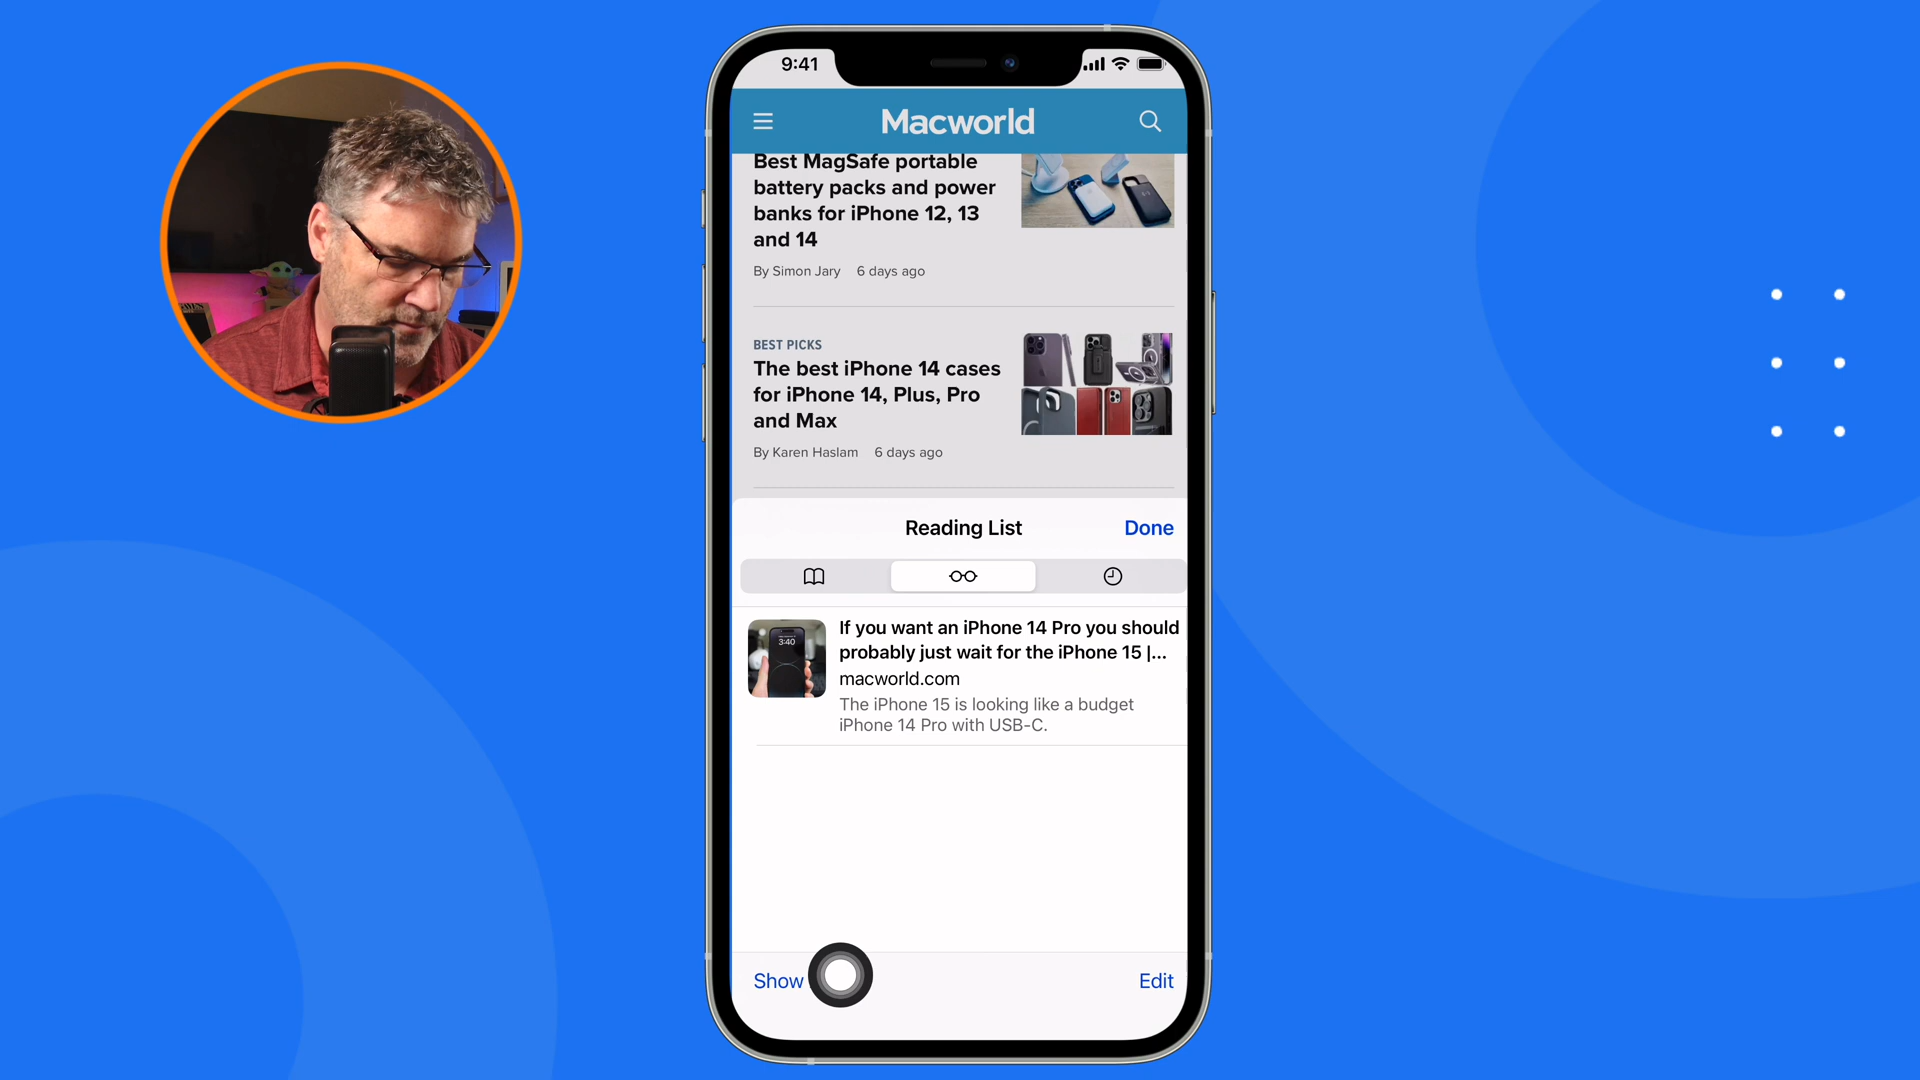 9:41
Macworld
Best MagSafe portable
battery packs and power
banks for iPhone 12, 13
and 14
By Simon Jary 6 days ago
BEST PICKS
The best iPhone 14 cases
for iPhone 14, Plus, Pro
and Max
By Karen Haslam 6 days ago
Reading List
Done
3:40
If you want an iPhone 14 Pro you should
probably just wait for the iPhone 15 |...
macworld.com
The iPhone 15 is looking like a budget
iPhone 14 Pro with USB-C.
Show
Edit